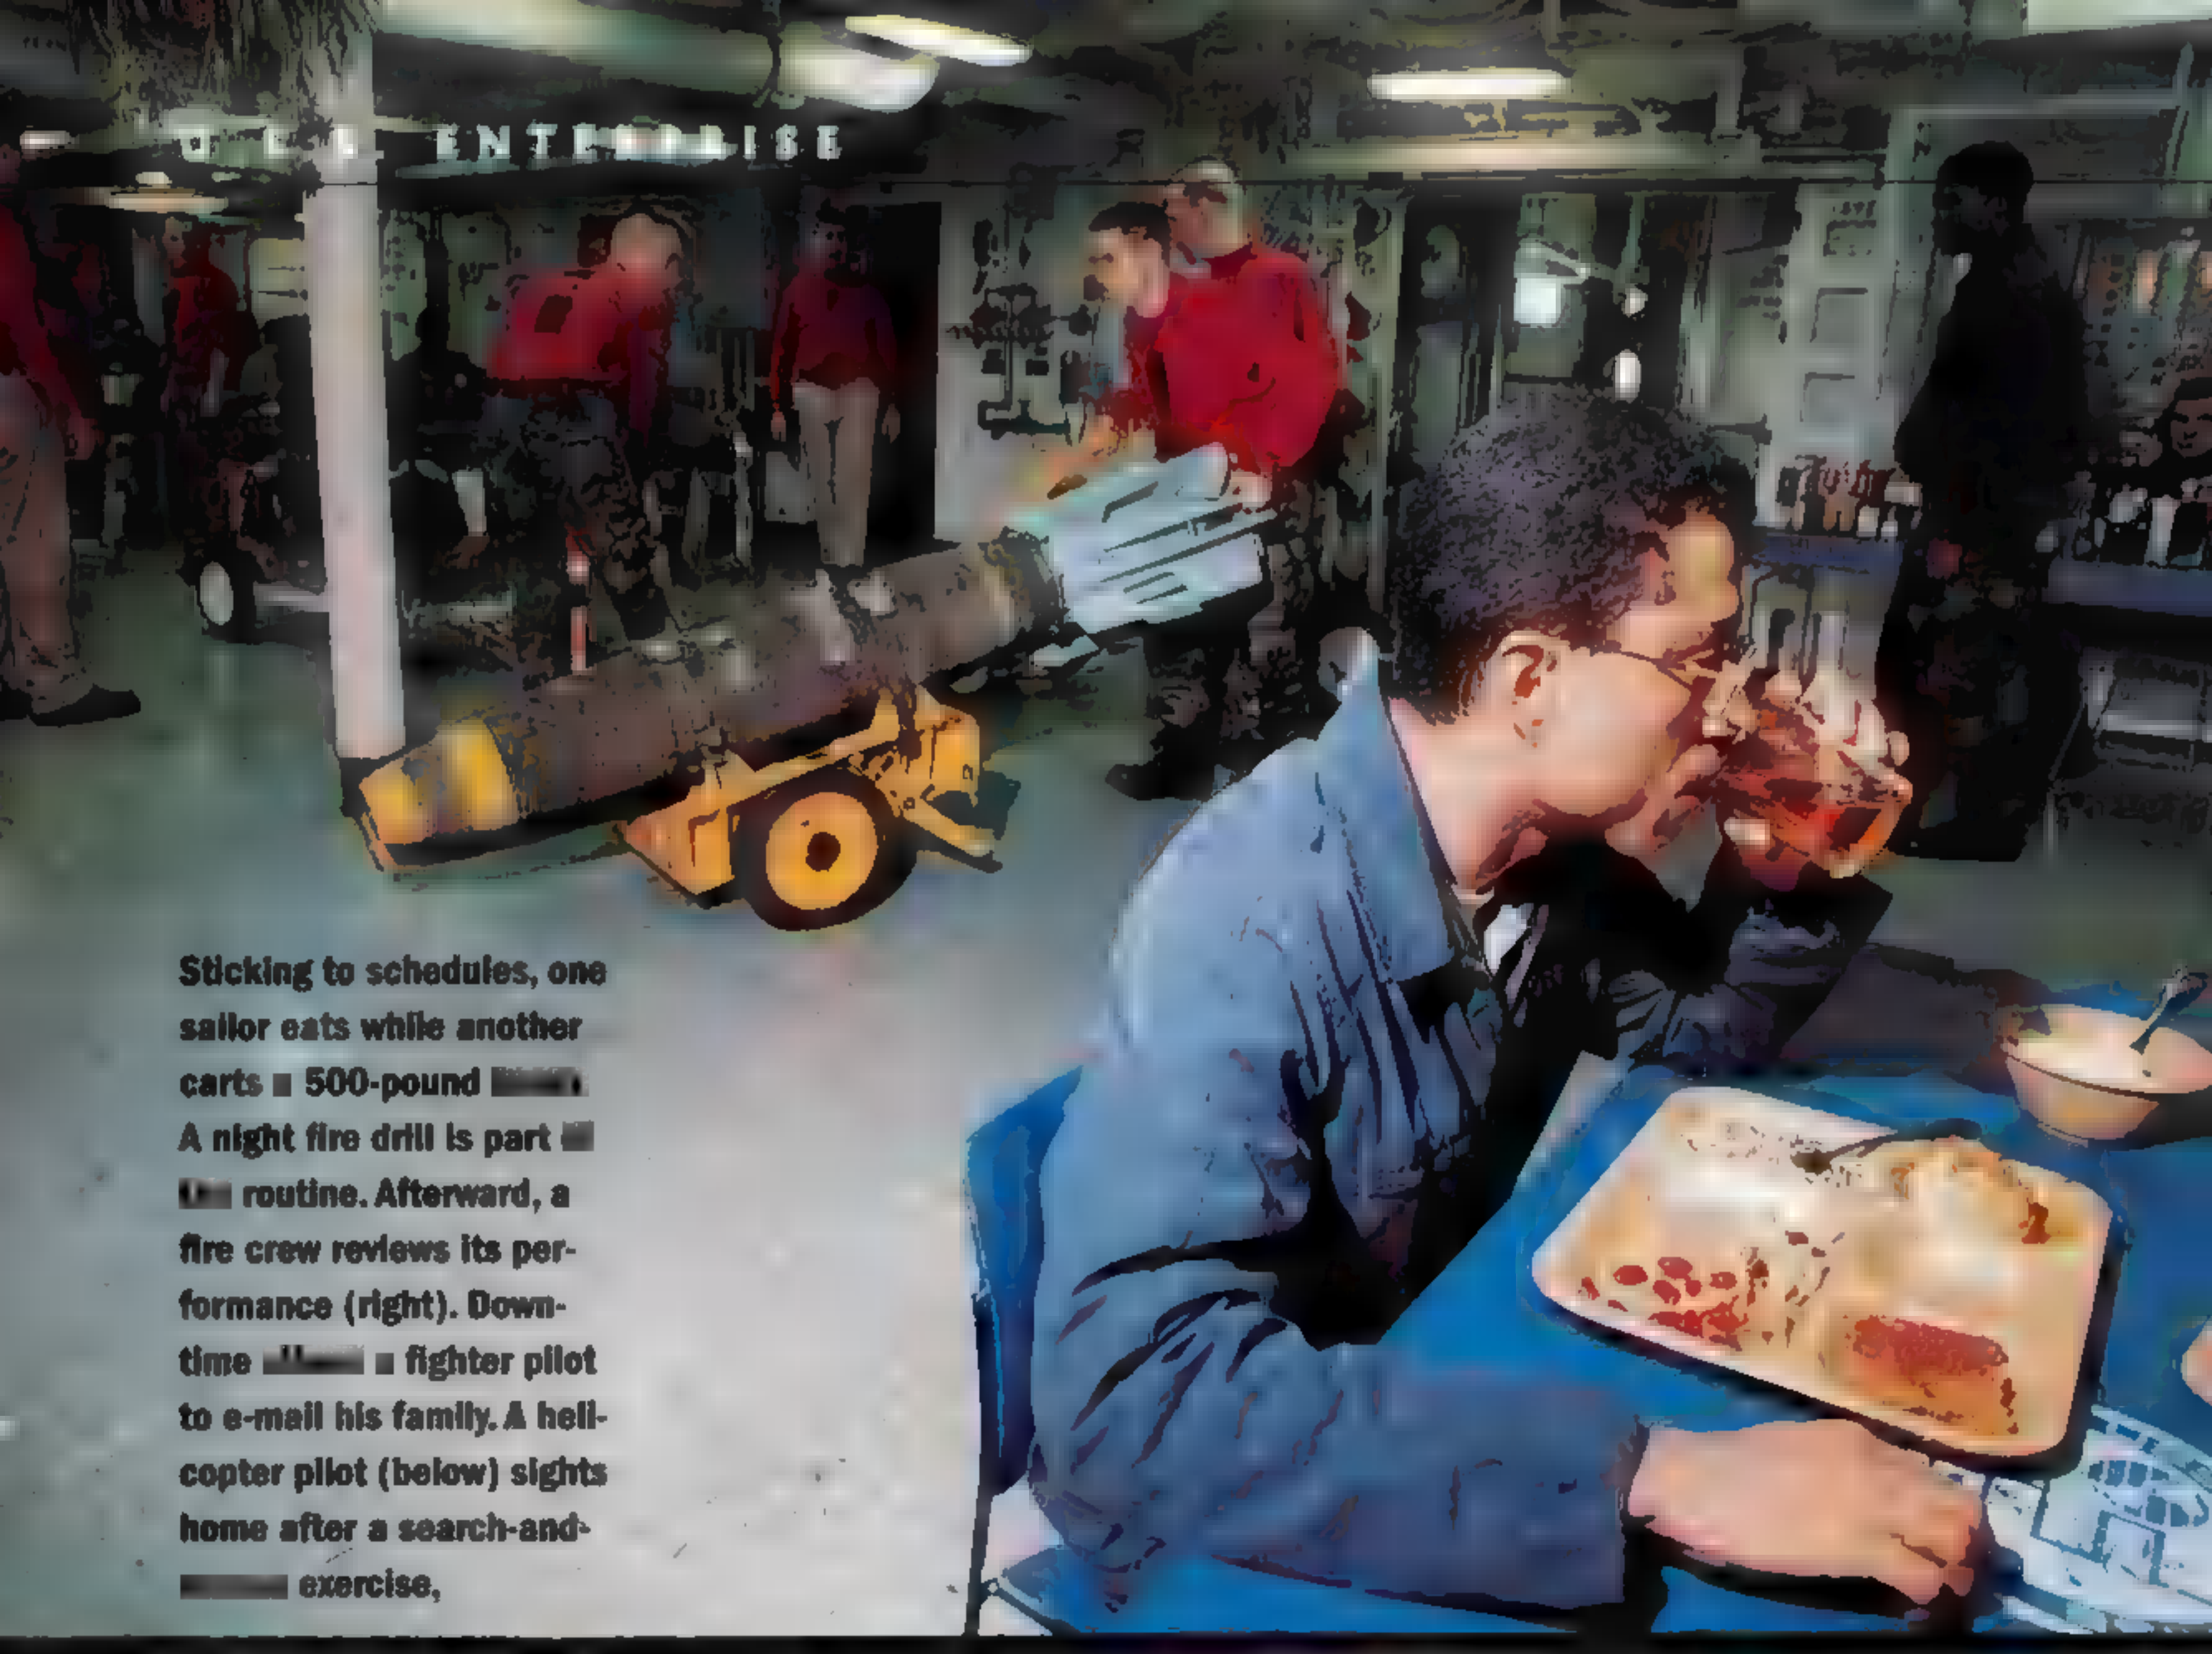 ENTERPRISE
Sticking to schedules, one
sailor eats while another
carts 500-pound
A night fire drill is part
routine. Afterward, a
fire crew reviews its per-
formance (right). Down-
time fighter pilot
to e-mail his family. A heli-
copter pilot (below) sights
home after a search-and-
exercise,